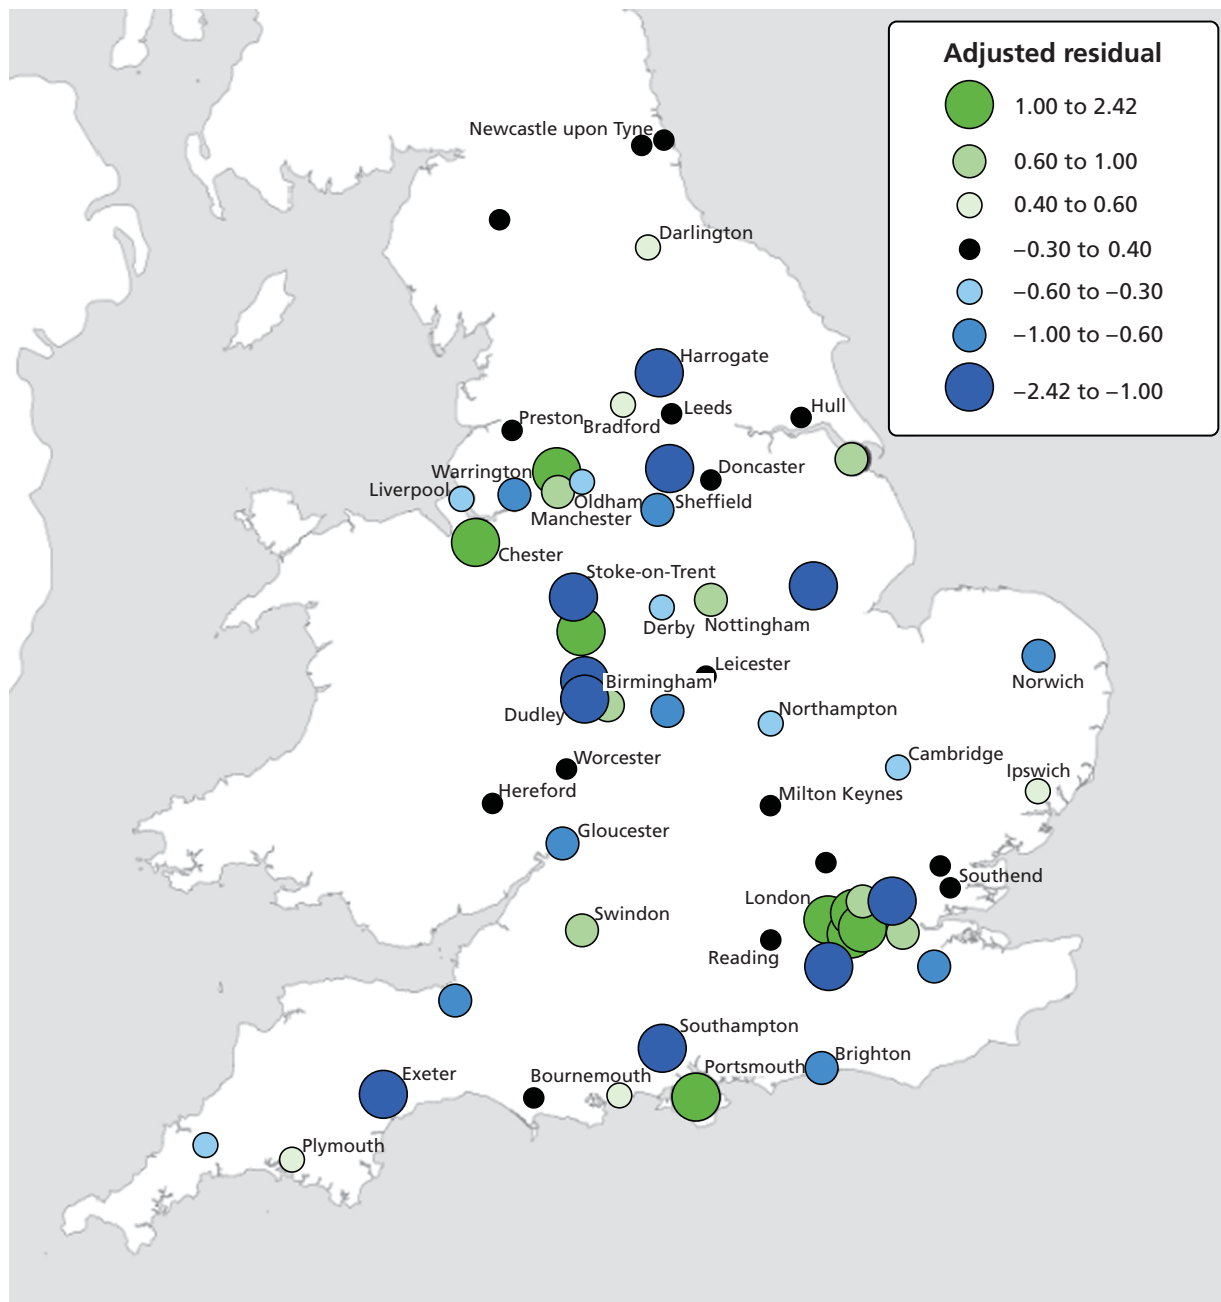 Adjusted residual
1.00 to 2.42
0.60 to 1.00
0.40 to 0.60
−0.30 to 0.40
−0.60 to −0.30
−1.00 to −0.60
−2.42 to −1.00
Newcastle upon Tyne
Darlington
Harrogate
Bradford
Leeds
Hull
Preston
Doncaster
Warrington
Liverpool
Oldham
Sheffield
Manchester
Chester
Stoke-on-Trent
Derby
Nottingham
Leicester
Birmingham
Norwich
Dudley
Northampton
Worcester
Cambridge
Ipswich
Hereford
Milton Keynes
Gloucester
Southend
London
Swindon
Reading
Southampton
Brighton
Portsmouth
Exeter
Bournemouth
Plymouth